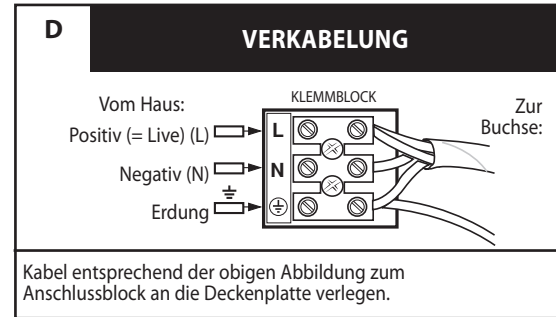 D
VERKABELUNG
KLEMMBLOCK
Vom Haus:
Zur
Buchse:
Positiv (= Live) (L)
L
Negativ (N)
N
Erdung
Kabel entsprechend der obigen Abbildung zum
Anschlussblock an die Deckenplatte verlegen.